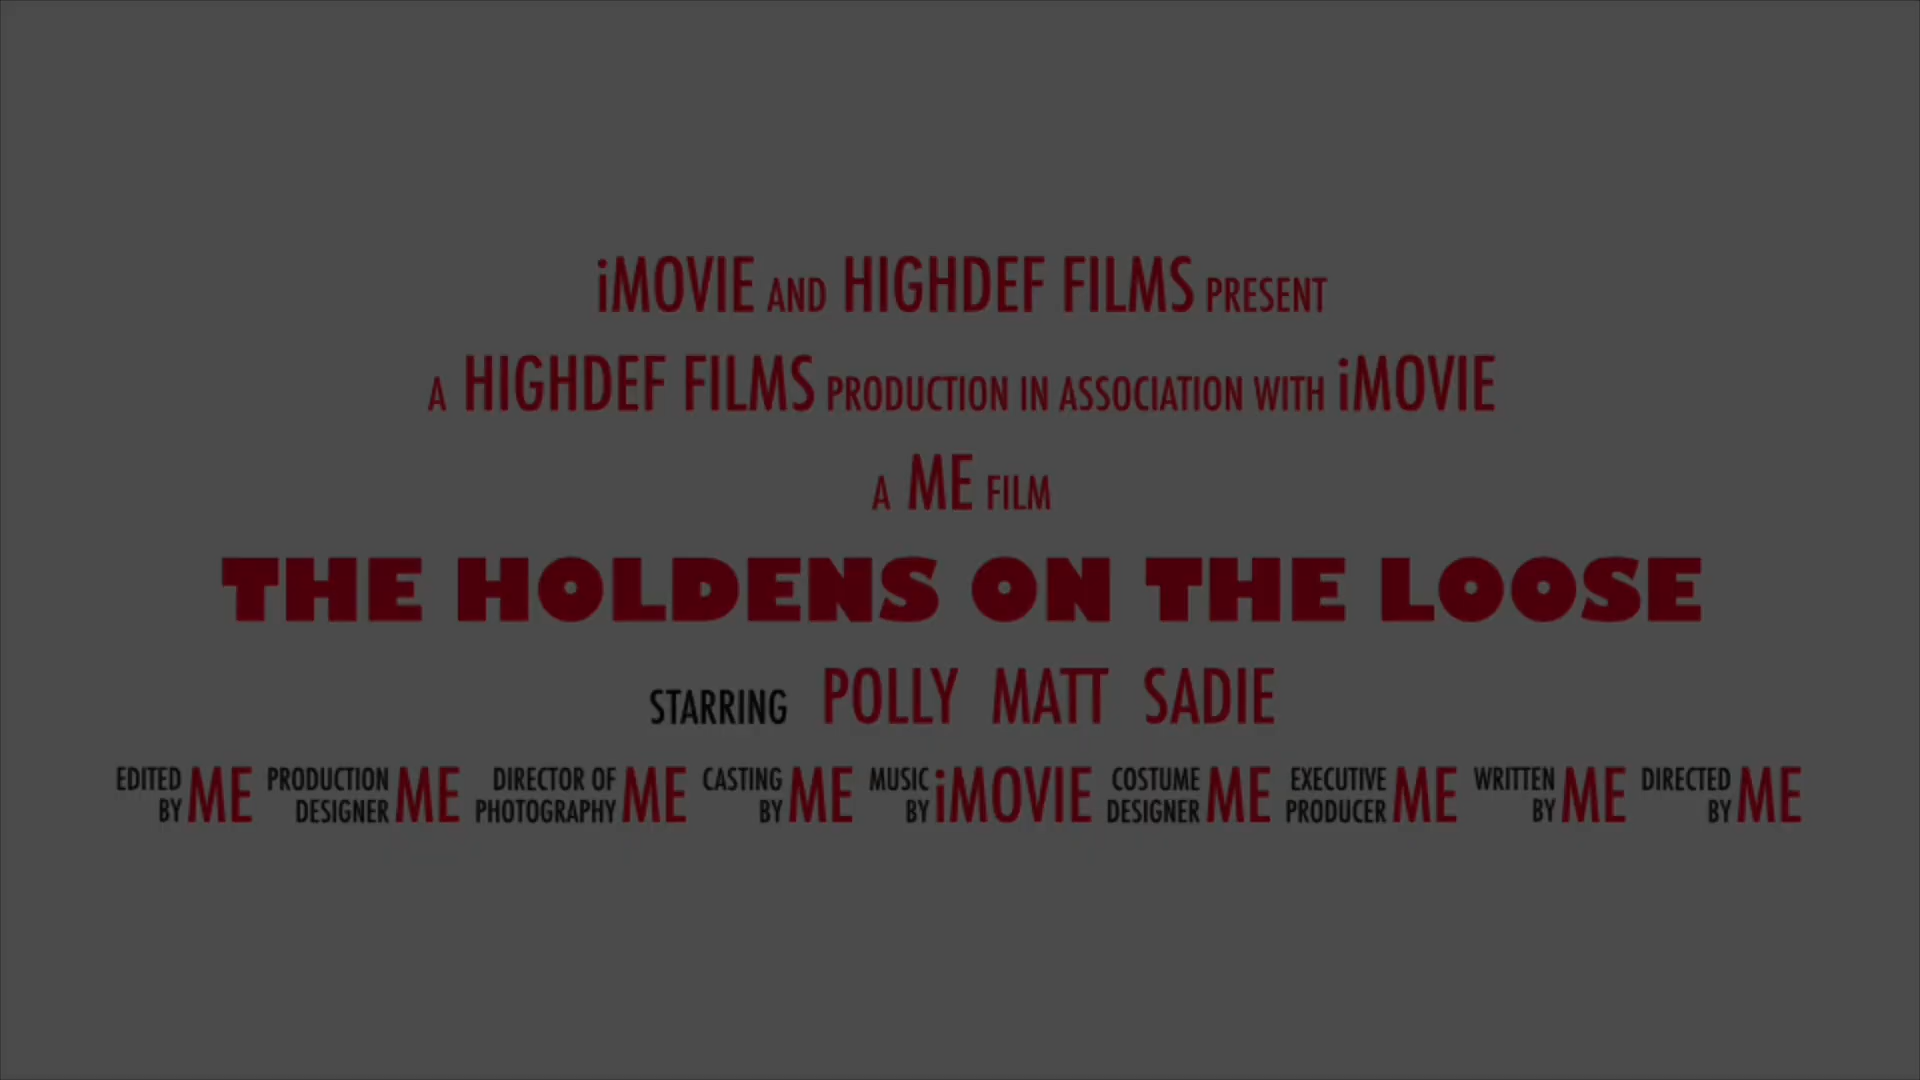 iMOVIE AND HIGHDEF FILMS PRESENT
A HIGHDEF FILMS PRODUCTION IN ASSOCIATION WITH iMOVIE
A ME FILM
THE HOLDENS ON THE LOOSE
STARRING POLLY MATT SADIE
EDITED BY ME PRODUCTION DESIGNER ME DIRECTOR OF PHOTOGRAPHY ME CASTING BY ME MUSIC BY iMOVIE COSTUME DESIGNER ME EXECUTIVE PRODUCER ME WRITTEN BY ME DIRECTED BY ME